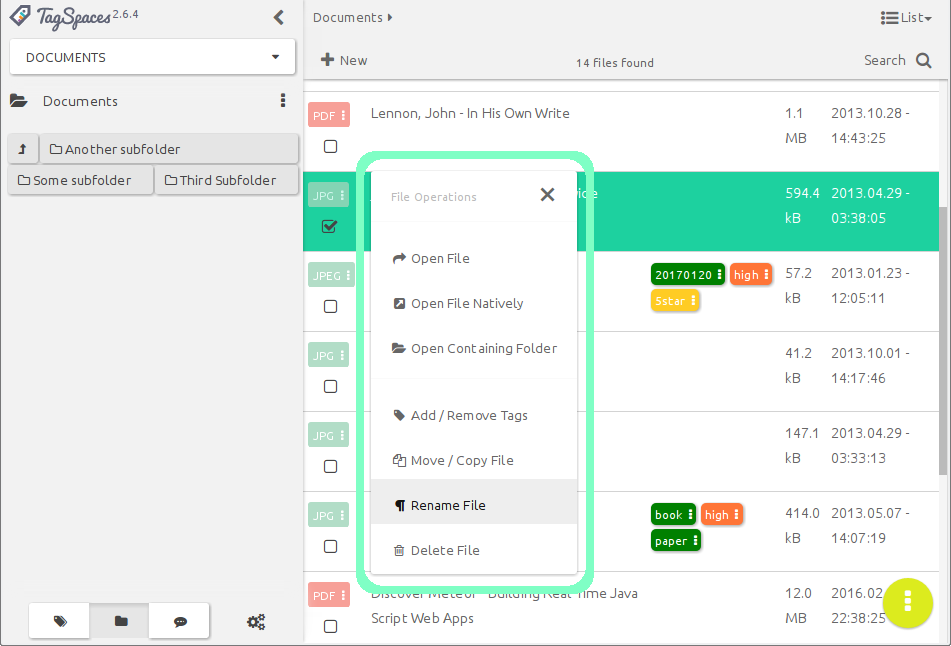 TagSpaces 2.6.4
Documents
List
DOCUMENTS
New
14 files found
Search
Documents
Another subfolder
Some subfolder
Third Subfolder
PDF
Lennon, John - In His Own Write
1.1 MB
2013.10.28 - 14:43:25
JPG
594.4 kB
2013.04.29 - 03:38:05
File Operations
Open File
Open File Natively
Open Containing Folder
Add / Remove Tags
Move / Copy File
Rename File
Delete File
JPEG
20170120
high
5star
57.2 kB
2013.01.23 - 12:05:11
JPG
41.2 kB
2013.10.01 - 14:17:46
JPG
147.1 kB
2013.04.29 - 03:33:13
JPG
book
high
paper
414.0 kB
2013.05.07 - 14:07:19
PDF
Discover Meteor - Building Real-Time Java
Script Web Apps
12.0 MB
2016.02.
22:38:25